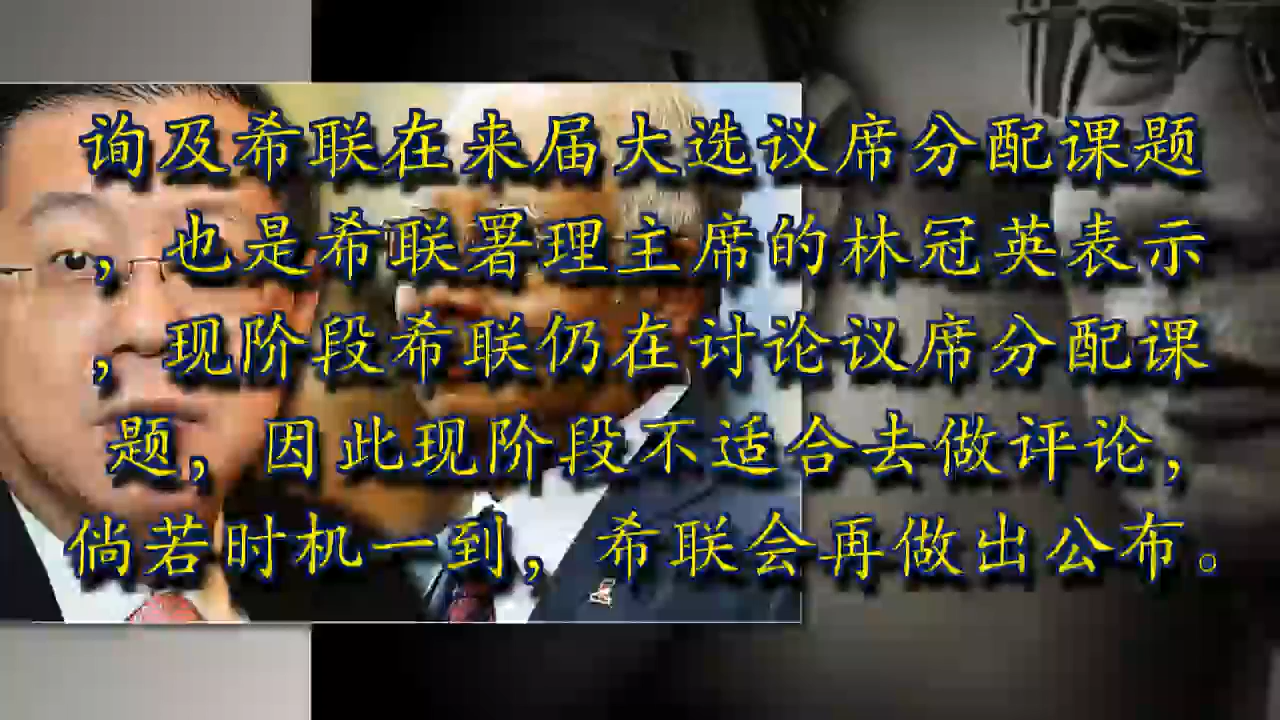 询及希联在来届大选议席分配课题
，也是希联署理主席的林冠英表示
，现阶段希联仍在讨论议席分配课
题，因此现阶段不适合去做评论，
倘若时机一到，希联会再做出公布。